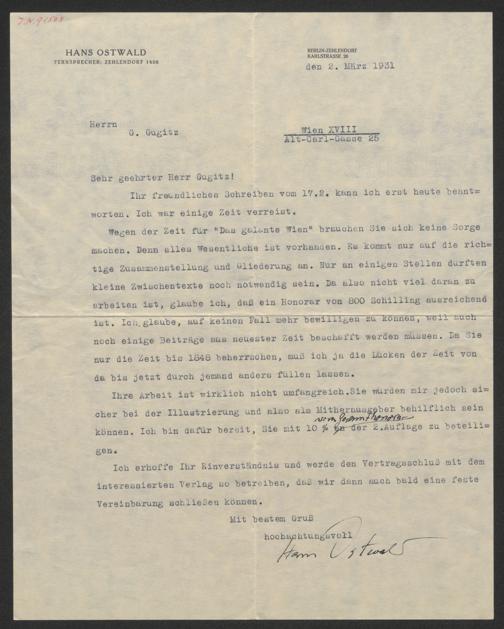 HANS OSTWALD
FERNSPRECHER: ZEHLENDORF 1498
BERLIN-ZEHLENDORF
KARLSTRASSE 20
den 2. März 1931
Herrn
G. Gugitz
Wien XVIII
Alt-Carl-Gasse 25
Sehr geehrter Herr Gugitz!
Ihr freundliches Schreiben vom 17.2. kann ich erst heute beant=
worten. Ich war einige Zeit verreist.
Wegen der Zeit für "Das galante Wien" brauchen Sie sich keine Sorge
machen. Denn alles Wesentliche ist vorhanden. Es kommt nur auf die rich=
tige Zusammenstellung und Gliederung an. Nur an einigen Stellen dürften
kleine Zwischentexte noch notwendig sein. Da also nicht viel daran zu
arbeiten ist, glaube ich, daß ein Honorar von 800 Schilling ausreichend
ist. Ich glaube, auf keinen Fall mehr bewilligen zu können, weil auch
noch einige Beiträge aus neuester Zeit beschafft werden müssen. Da Sie
nur die Zeit bis 1848 beherrschen, muß ich ja die Lücken der Zeit von
da bis jetzt durch jemand anders füllen lassen.
Ihre Arbeit ist wirklich nicht umfangreich.Sie würden mir jedoch si=
cher bei der Illustrierung und also als Mitherausgeber behilflich sein
vom Gesamthonorar
können. Ich bin dafür bereit, Sie mit 10 % an der 2.Auflage zu beteili=
gen.
Ich erhoffe Ihr Einverständnis und werde den Vertragsschluß mit dem
interessierten Verlag so betreiben, daß wir dann auch bald eine feste
Vereinbarung schließen können.
Mit bestem Gruß
hochachtungsvoll
Hans Ostwald